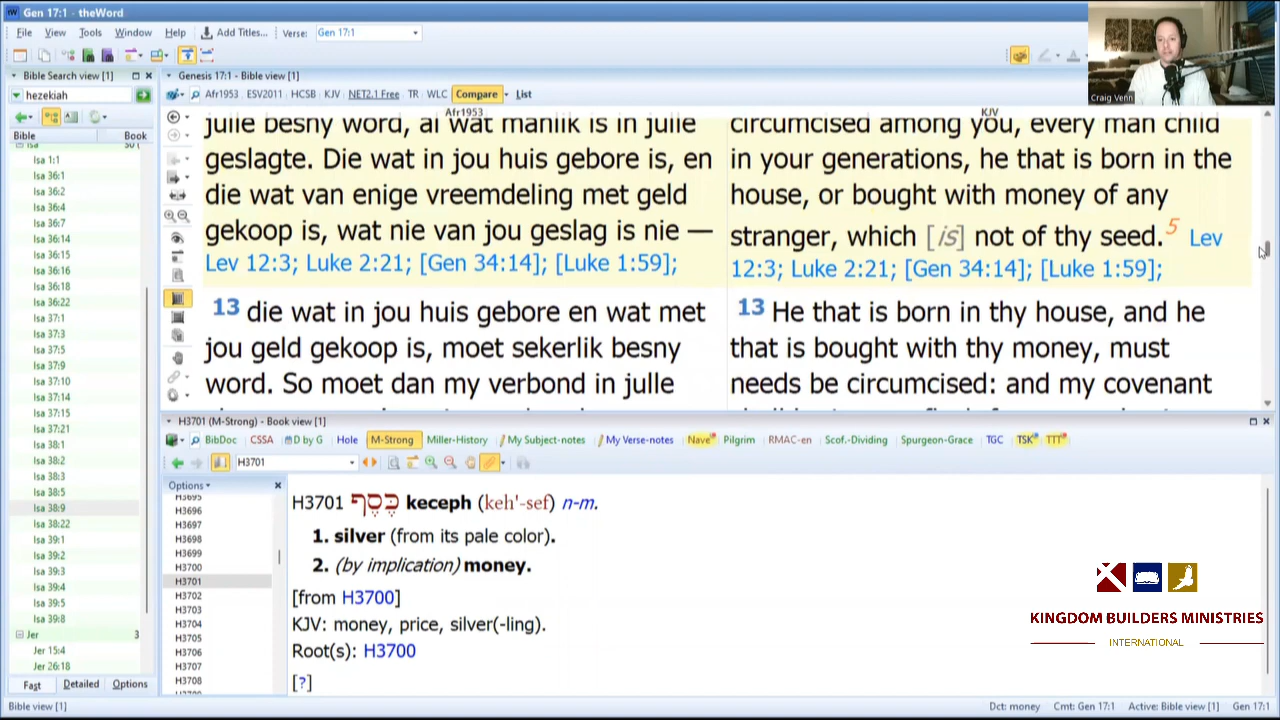 Gen 17:1 - theWord
File View Tools Window Help Add Titles... Verse: Gen 17:1
Bible Search view [1]
hezekiah
Bible Book
Isa 30
Isa 1:1
Isa 36:1
Isa 36:2
Isa 36:4
Isa 36:7
Isa 36:14
Isa 36:15
Isa 36:16
Isa 36:18
Isa 36:22
Isa 37:1
Isa 37:3
Isa 37:5
Isa 37:9
Isa 37:10
Isa 37:14
Isa 37:15
Isa 37:21
Isa 38:1
Isa 38:2
Isa 38:3
Isa 38:5
Isa 38:9
Isa 38:22
Isa 39:1
Isa 39:2
Isa 39:3
Isa 39:4
Isa 39:5
Isa 39:8
Jer 3
Jer 15:4
Jer 26:18
Fast Detailed Options
Genesis 17:1 - Bible view [1]
Afr1953 ESV2011 HCSB KJV NET2.1 Free TR WLC Compare List
Afr1953
julle besny word, al wat manlik is in julle
geslagte. Die wat in jou huis gebore is, en
die wat van enige vreemdeling met geld
gekoop is, wat nie van jou geslag is nie —
Lev 12:3; Luke 2:21; [Gen 34:14]; [Luke 1:59];
13 die wat in jou huis gebore en wat met
jou geld gekoop is, moet sekerlik besny
word. So moet dan my verbond in julle
KJV
circumcised among you, every man child
in your generations, he that is born in the
house, or bought with money of any
stranger, which [is] not of thy seed.5 Lev
12:3; Luke 2:21; [Gen 34:14]; [Luke 1:59];
13 He that is born in thy house, and he
that is bought with thy money, must
needs be circumcised: and my covenant
Craig Venn
H3701 (M-Strong) - Book view [1]
BibDoc CSSA D by G Hole M-Strong Miller-History My Subject-notes My Verse-notes Nave Pilgrim RMAC-en Scof.-Dividing Spurgeon-Grace TGC TSK TTT
H3701
Options
H3695
H3696
H3697
H3698
H3699
H3700
H3701
H3702
H3703
H3704
H3705
H3706
H3707
H3708
H3701 כֶּסֶף keceph (keh'-sef) n-m.
1. silver (from its pale color).
2. (by implication) money.
[from H3700]
KJV: money, price, silver(-ling).
Root(s): H3700
[?]
KINGDOM BUILDERS MINISTRIES
INTERNATIONAL
Bible view [1] Dct: money Cmt: Gen 17:1 Active: Bible view [1] Gen 17:1